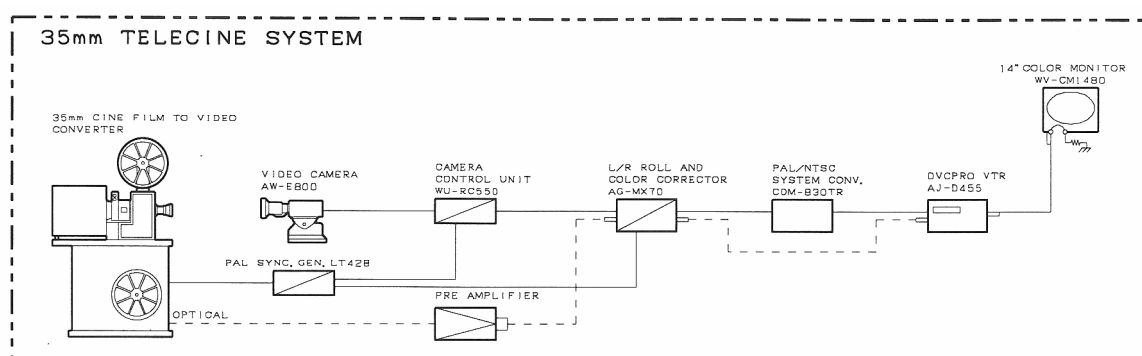 35mm TELECINE SYSTEM
14" COLOR MONITOR
WV-CM1480
35mm CINE FILM TO VIDEO
CONVERTER
VIDEO CAMERA
AW-E800
CAMERA
CONTROL UNIT
WU-RC550
L/R ROLL AND
COLOR CORRECTOR
AG-MX70
PAL/NTSC
SYSTEM CONV.
CDM-830TR
DVCPRO VTR
AJ-D455
PAL SYNC. GEN. LT428
PRE AMPLIFIER
OPTICAL